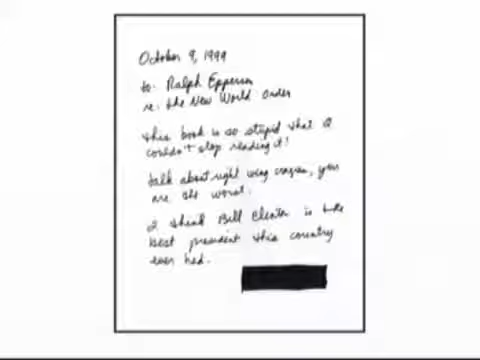 October 9, 1999
to: Ralph Epperson
re: the New World Order
this book is so stupid that I
couldn't stop reading it!
talk about right wing crazies, you
are the worst.
I think Bill Clinton is the
best president this country
ever had.